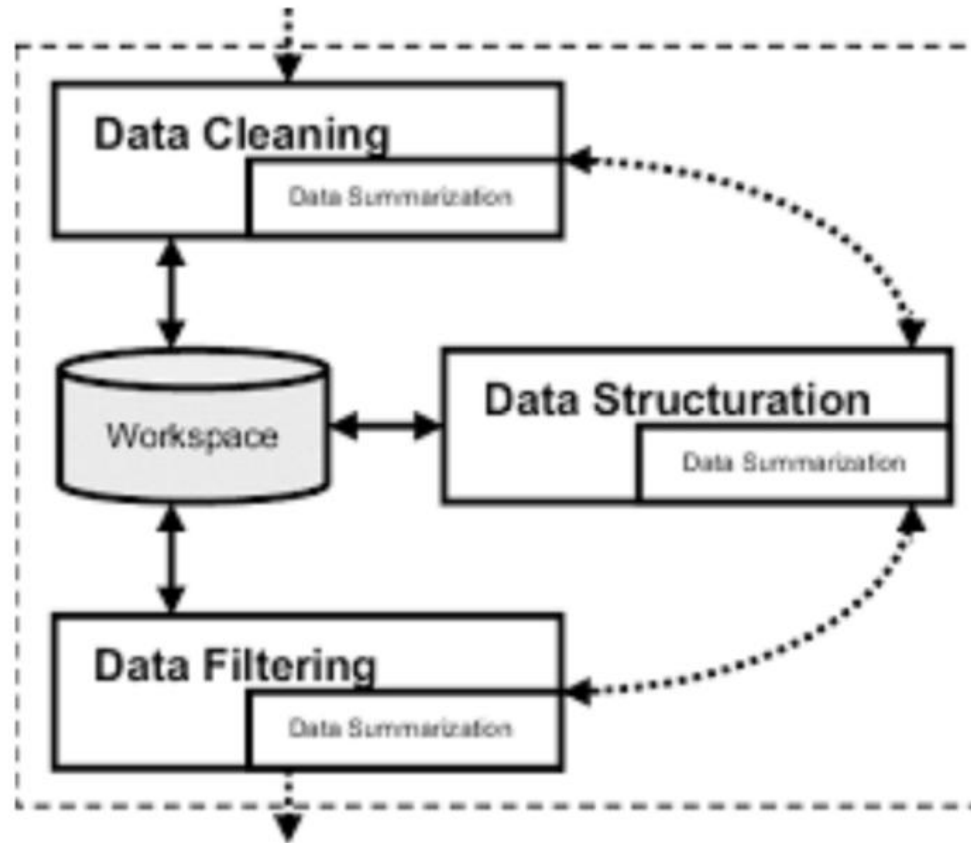 Data Cleaning
Data Summarization
Workspace
Data Structuration
Data Summarization
Data Filtering
Data Summarization